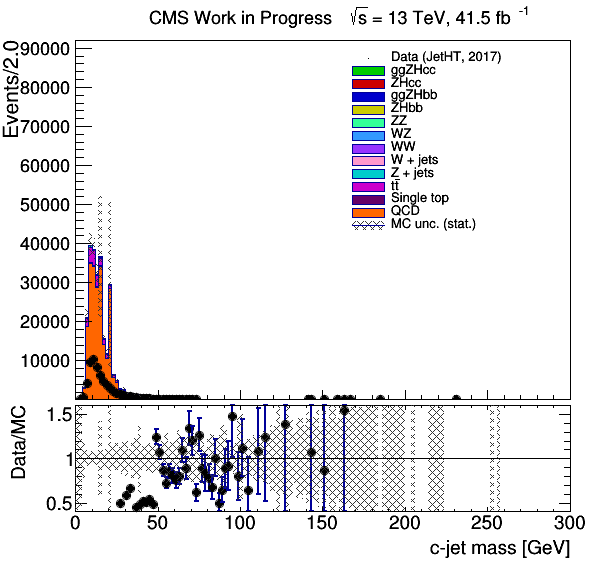 CMS Work in Progress √s = 13 TeV, 41.5 fb⁻¹
Events/2.0
90000
80000
70000
60000
50000
40000
30000
20000
10000
Data (JetHT, 2017)
ggZHcc
ZHcc
ggZHbb
ZHbb
ZZ
WZ
WW
W + jets
Z + jets
tt̄
Single top
QCD
MC unc. (stat.)
Data/MC
1.5
1
0.5
0 50 100 150 200 250 300
c-jet mass [GeV]